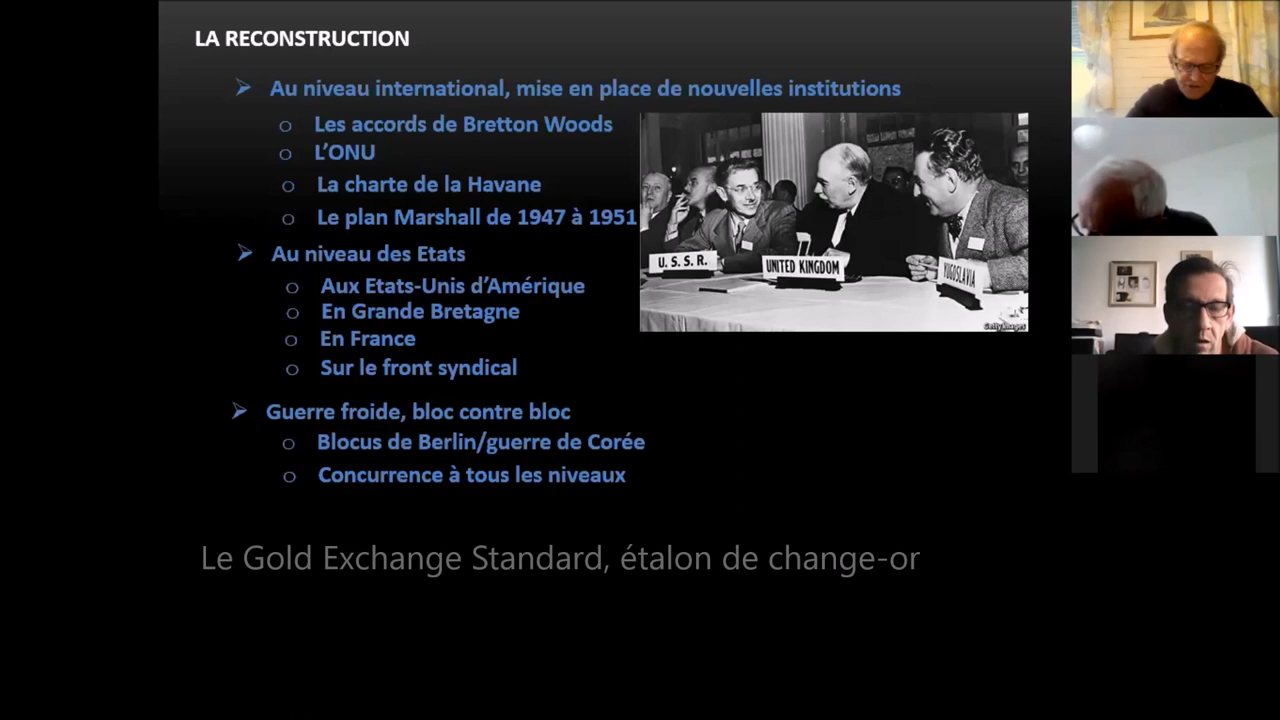 LA RECONSTRUCTION
Au niveau international, mise en place de nouvelles institutions
Les accords de Bretton Woods
L'ONU
La charte de la Havane
Le plan Marshall de 1947 à 1951
U. S. S. R.
UNITED KINGDOM
YUGOSLAVIA
GettyImages
Au niveau des Etats
Aux Etats-Unis d'Amérique
En Grande Bretagne
En France
Sur le front syndical
Guerre froide, bloc contre bloc
Blocus de Berlin/guerre de Corée
Concurrence à tous les niveaux
Le Gold Exchange Standard, étalon de change-or